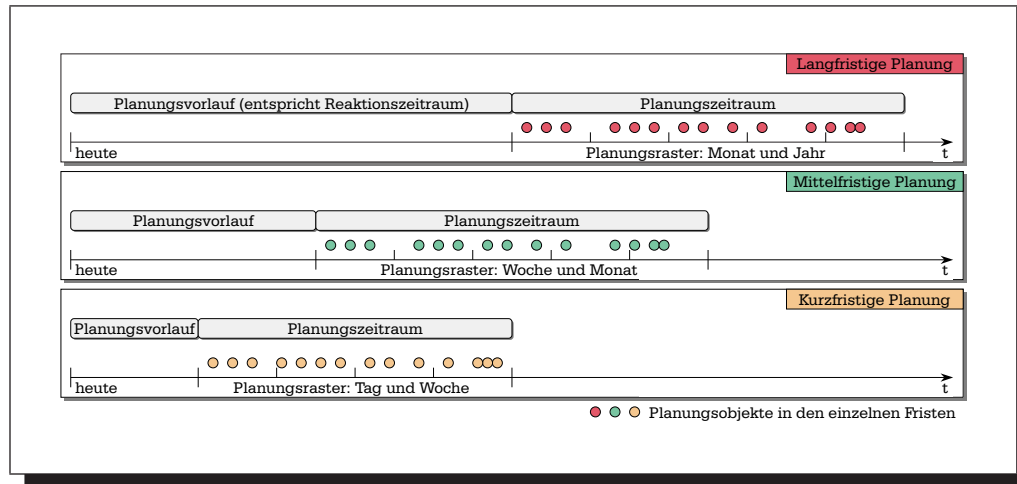 Langfristige Planung
Planungsvorlauf (entspricht Reaktionszeitraum)
Planungszeitraum
heute
Planungsraster: Monat und Jahr
t
Mittelfristige Planung
Planungsvorlauf
Planungszeitraum
heute
Planungsraster: Woche und Monat
t
Kurzfristige Planung
Planungsvorlauf
Planungszeitraum
heute
Planungsraster: Tag und Woche
t
Planungsobjekte in den einzelnen Fristen